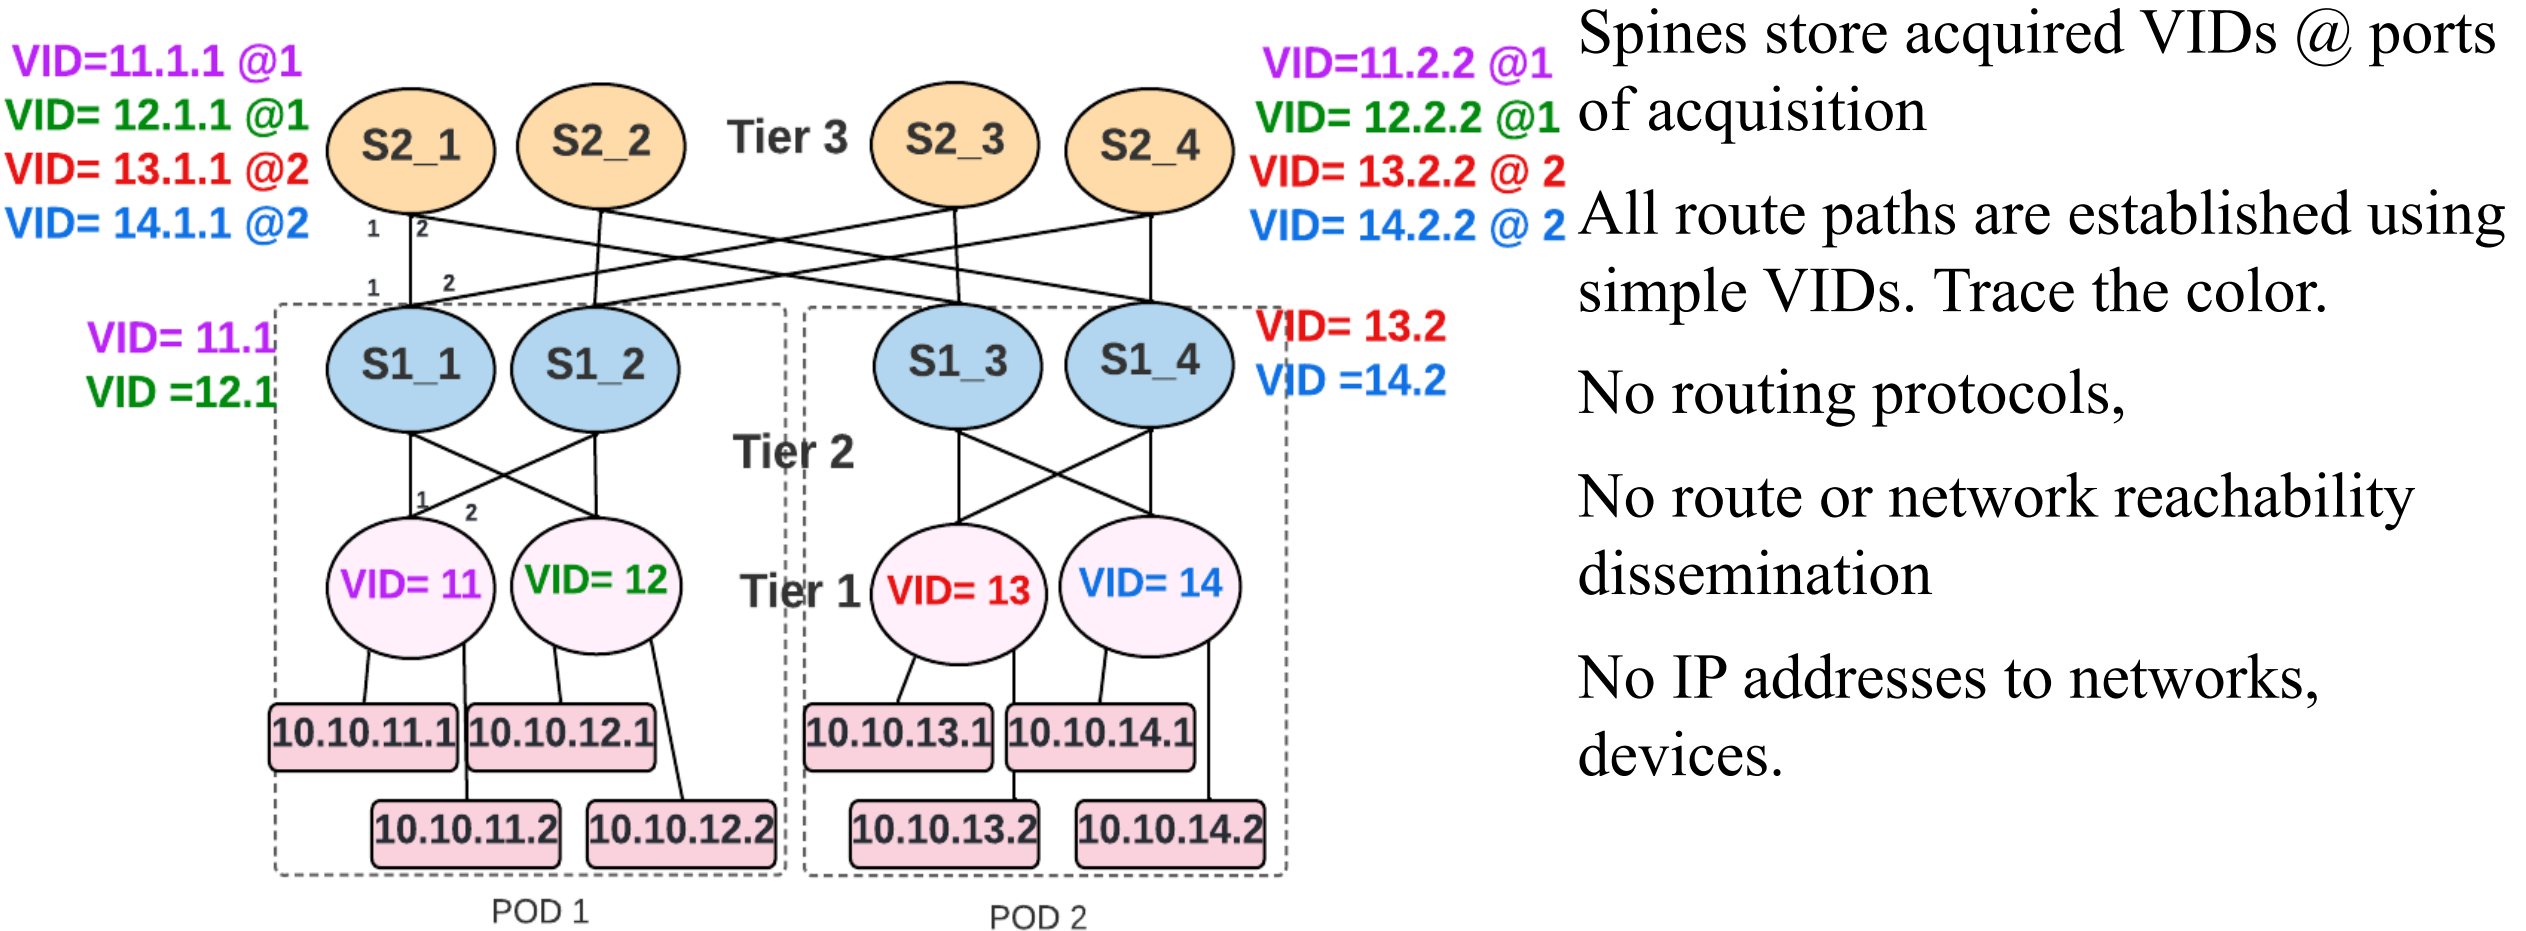 VID=11.1.1 @1
VID= 12.1.1 @1
VID= 13.1.1 @2
VID= 14.1.1 @2
S2_1
S2_2
Tier 3
S2_3
S2_4
VID=11.2.2 @1
VID= 12.2.2 @1
VID= 13.2.2 @ 2
VID= 14.2.2 @ 2
1
2
1
2
VID= 11.1
VID =12.1
S1_1
S1_2
S1_3
S1_4
VID= 13.2
VID =14.2
Tier 2
1
2
VID= 11
VID= 12
Tier 1
VID= 13
VID= 14
10.10.11.1
10.10.12.1
10.10.13.1
10.10.14.1
10.10.11.2
10.10.12.2
10.10.13.2
10.10.14.2
POD 1
POD 2
Spines store acquired VIDs @ ports
of acquisition
All route paths are established using
simple VIDs. Trace the color.
No routing protocols,
No route or network reachability
dissemination
No IP addresses to networks,
devices.